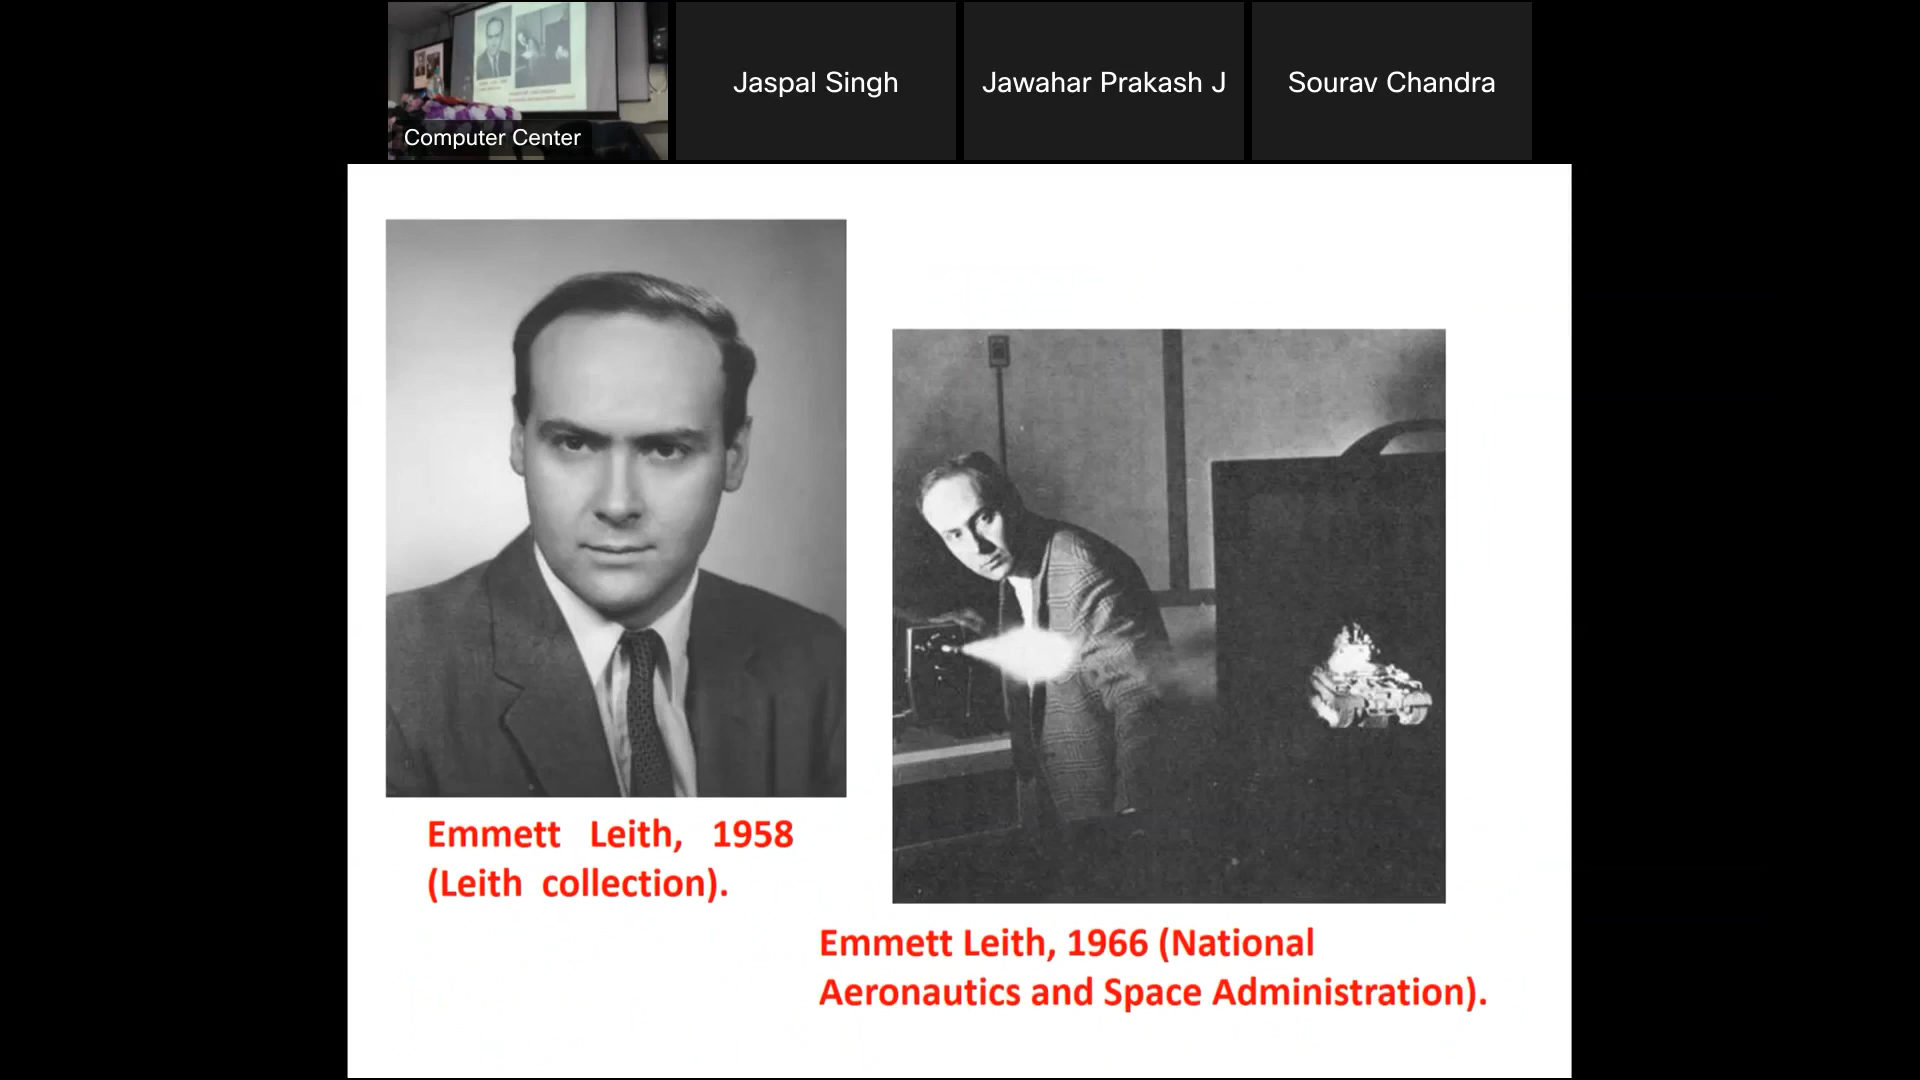 Computer Center
Jaspal Singh
Jawahar Prakash J
Sourav Chandra
Emmett Leith, 1958
(Leith collection).
Emmett Leith, 1966 (National
Aeronautics and Space Administration).